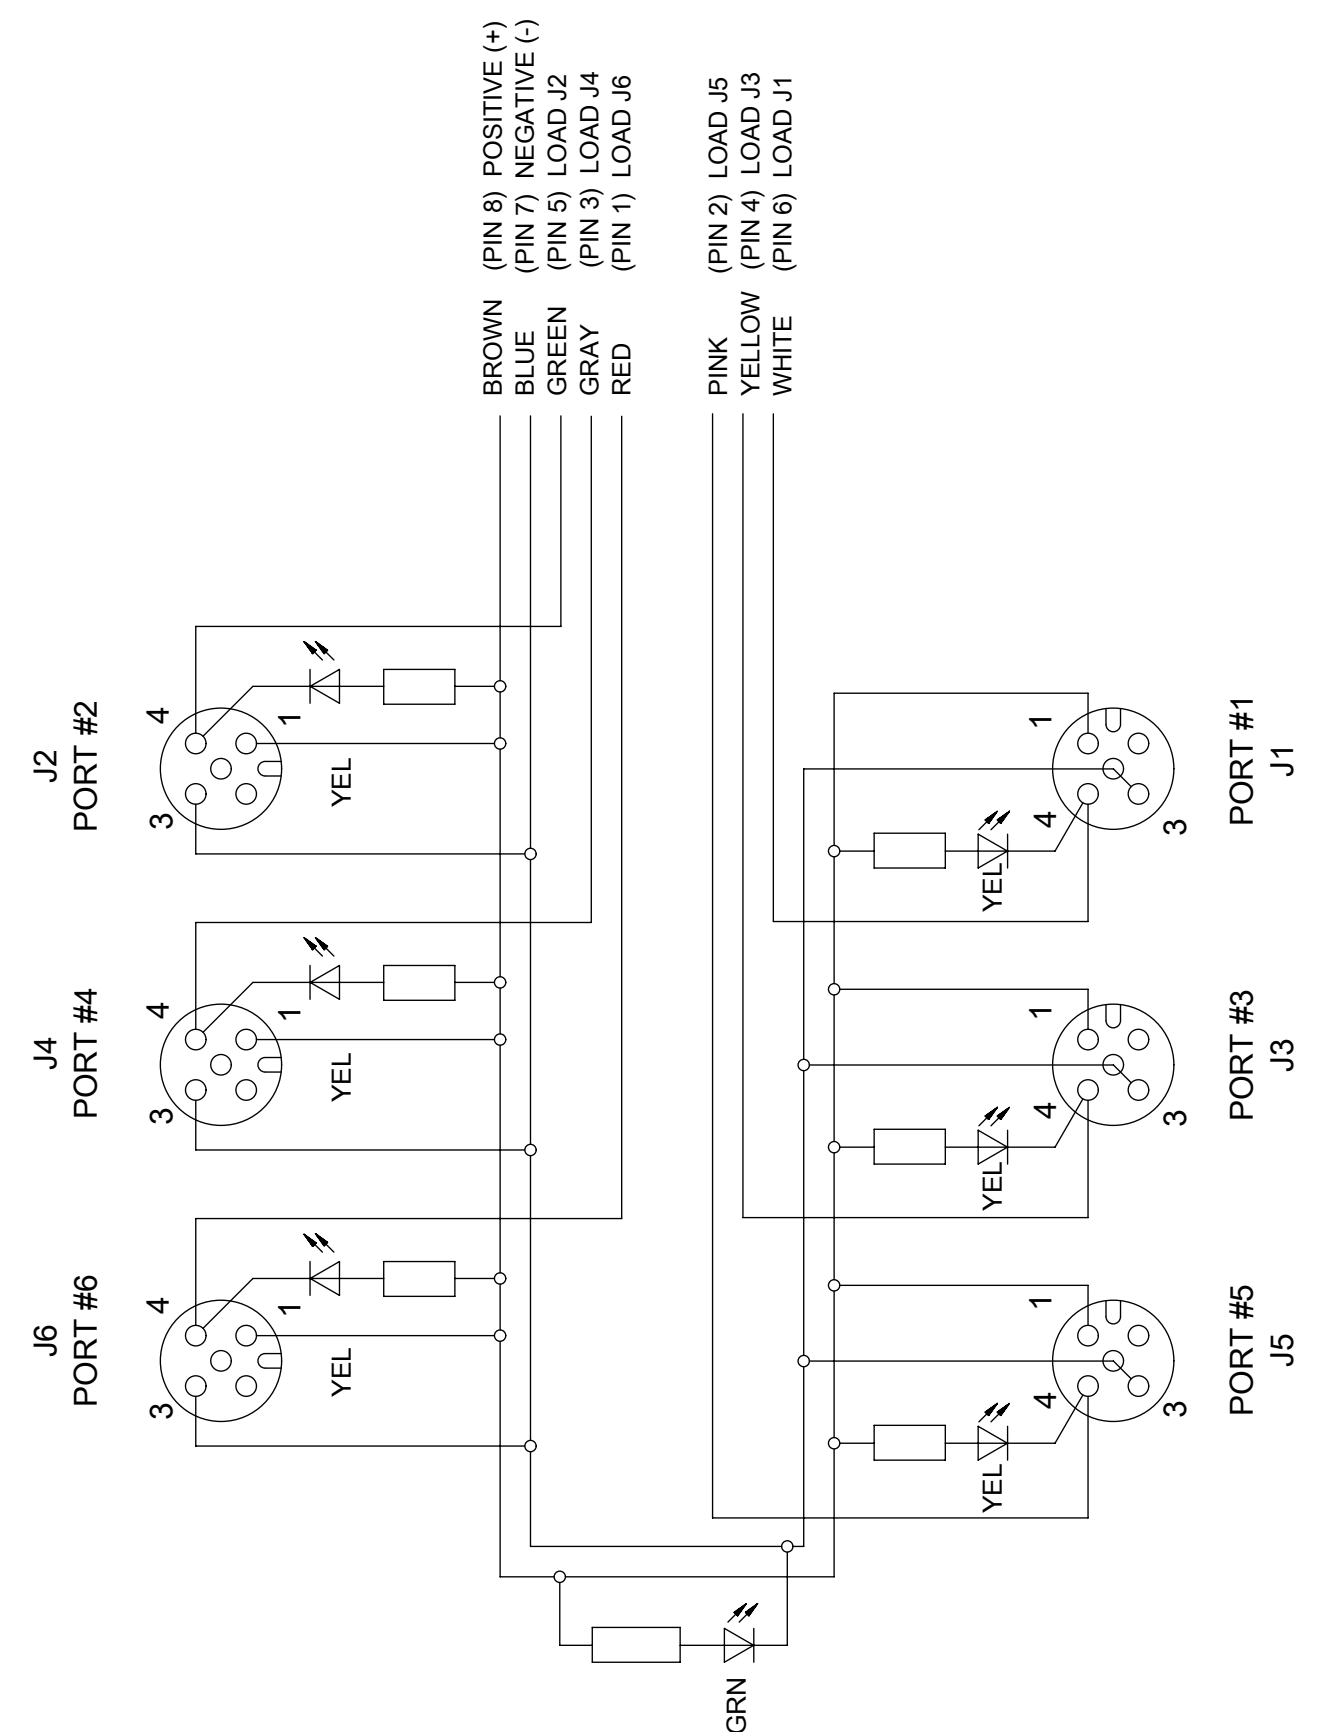 J6
PORT #6
3
4
1
YEL
J4
PORT #4
3
4
1
YEL
J2
PORT #2
3
4
1
YEL
BROWN (PIN 8) POSITIVE (+)
BLUE (PIN 7) NEGATIVE (-)
GREEN (PIN 5) LOAD J2
GRAY (PIN 3) LOAD J4
RED (PIN 1) LOAD J6
PINK (PIN 2) LOAD J5
YELLOW (PIN 4) LOAD J3
WHITE (PIN 6) LOAD J1
GRN
YEL
4
1
3
PORT #5
J5
YEL
4
1
3
PORT #3
J3
YEL
4
1
3
PORT #1
J1